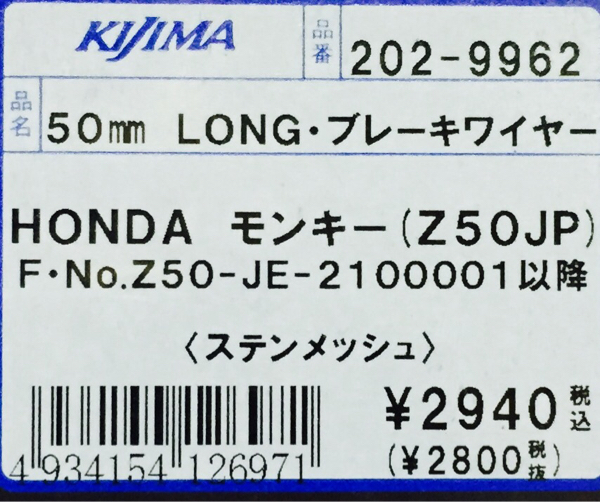 KIJIMA 品番 202-9962
品名 50mm LONG・ブレーキワイヤー
HONDA モンキー(Z50JP)
F・No.Z50-JE-2100001以降
〈ステンメッシュ〉
¥2940 税込
(¥2800 税抜)
4 934154 126971